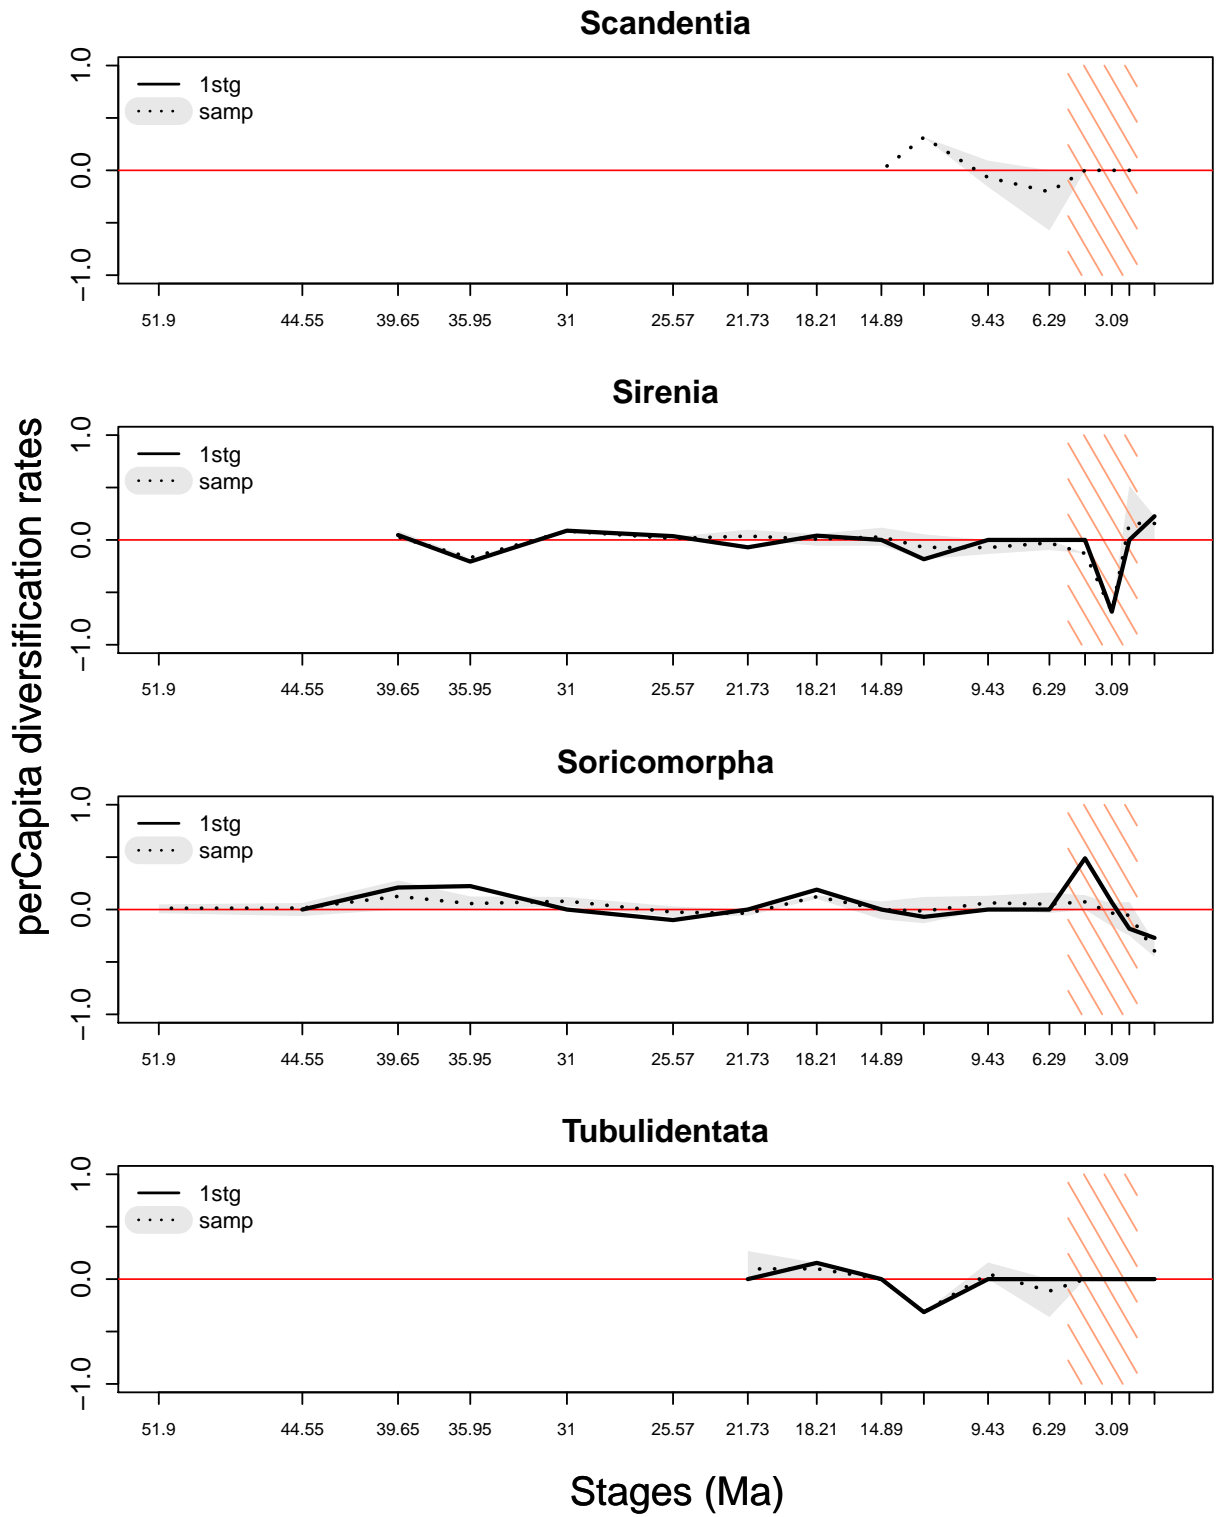 Scandentia
1stg
samp
1.0
0.0
−1.0
51.9 44.55 39.65 35.95 31 25.57 21.73 18.21 14.89 9.43 6.29 3.09
Sirenia
1stg
samp
1.0
0.0
−1.0
51.9 44.55 39.65 35.95 31 25.57 21.73 18.21 14.89 9.43 6.29 3.09
perCapita diversification rates
Soricomorpha
1stg
samp
1.0
0.0
−1.0
51.9 44.55 39.65 35.95 31 25.57 21.73 18.21 14.89 9.43 6.29 3.09
Tubulidentata
1stg
samp
1.0
0.0
−1.0
51.9 44.55 39.65 35.95 31 25.57 21.73 18.21 14.89 9.43 6.29 3.09
Stages (Ma)